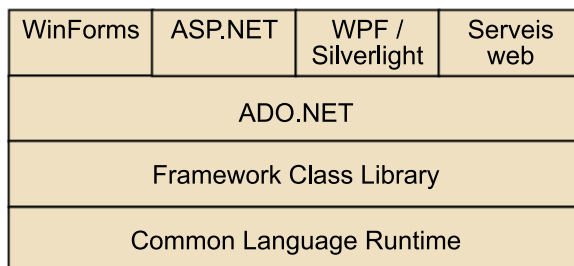 WinForms
ASP.NET
WPF /
Silverlight
Serveis
web
ADO.NET
Framework Class Library
Common Language Runtime